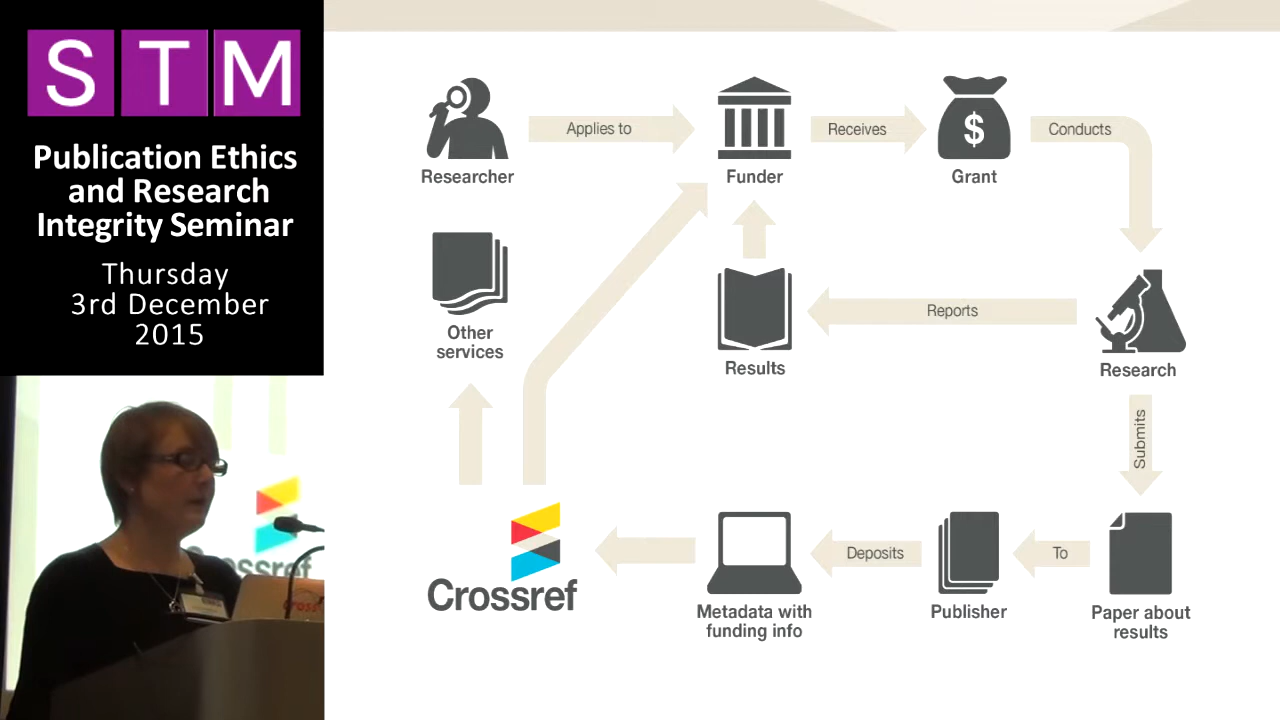 STM
Publication Ethics
and Research
Integrity Seminar
Thursday
3rd December
2015
Researcher
Applies to
Funder
Receives
Grant
Conducts
Other
services
Results
Reports
Research
Submits
Crossref
Metadata with
funding info
Deposits
Publisher
To
Paper about
results
$
Crossref